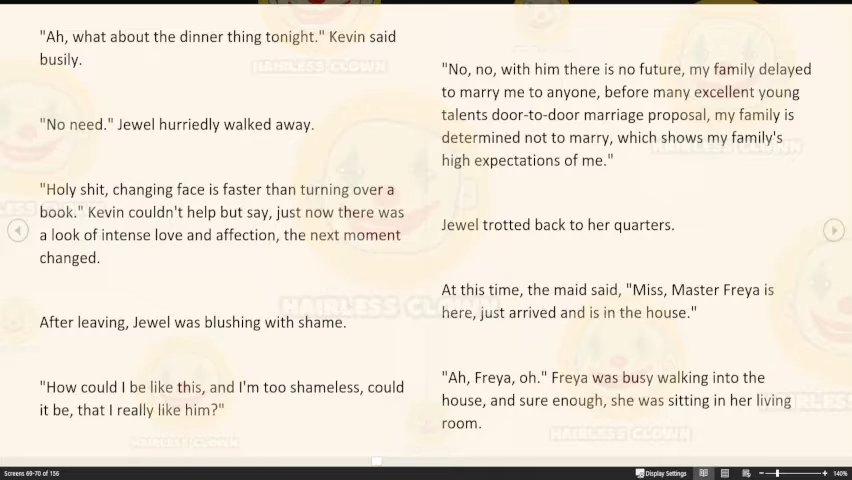 "Ah, what about the dinner thing tonight." Kevin said
busily.
"No need." Jewel hurriedly walked away.
"Holy shit, changing face is faster than turning over a
book." Kevin couldn't help but say, just now there was
a look of intense love and affection, the next moment
changed.
After leaving, Jewel was blushing with shame.
"How could I be like this, and I'm too shameless, could
it be, that I really like him?"
"No, no, with him there is no future, my family delayed
to marry me to anyone, before many excellent young
talents door-to-door marriage proposal, my family is
determined not to marry, which shows my family's
high expectations of me."
Jewel trotted back to her quarters.
At this time, the maid said, "Miss, Master Freya is
here, just arrived and is in the house."
"Ah, Freya, oh." Freya was busy walking into the
house, and sure enough, she was sitting in her living
room.
HAIRLESS CLOWN
HAIRLESS CLOWN
HAIRLESS CLOWN
HAIRLESS CLOWN
HAIRLESS CLOWN
Screens 69-70 of 156
Display Settings
140%